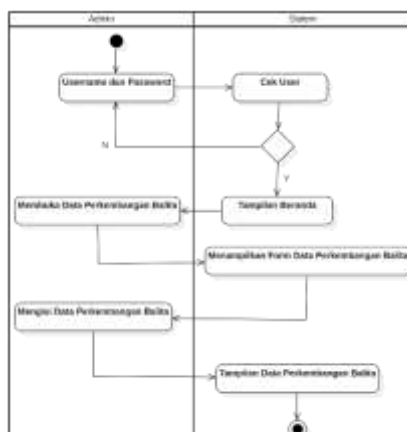 Admin
Sistem
Username dan Password
Cek User
N
Y
Membuka Data Perkembangan Balita
Tampilan Beranda
Menampilkan Form Data Perkembangan Balita
Mengisi Data Perkembangan Balita
Tampilan Data Perkembangan Balita